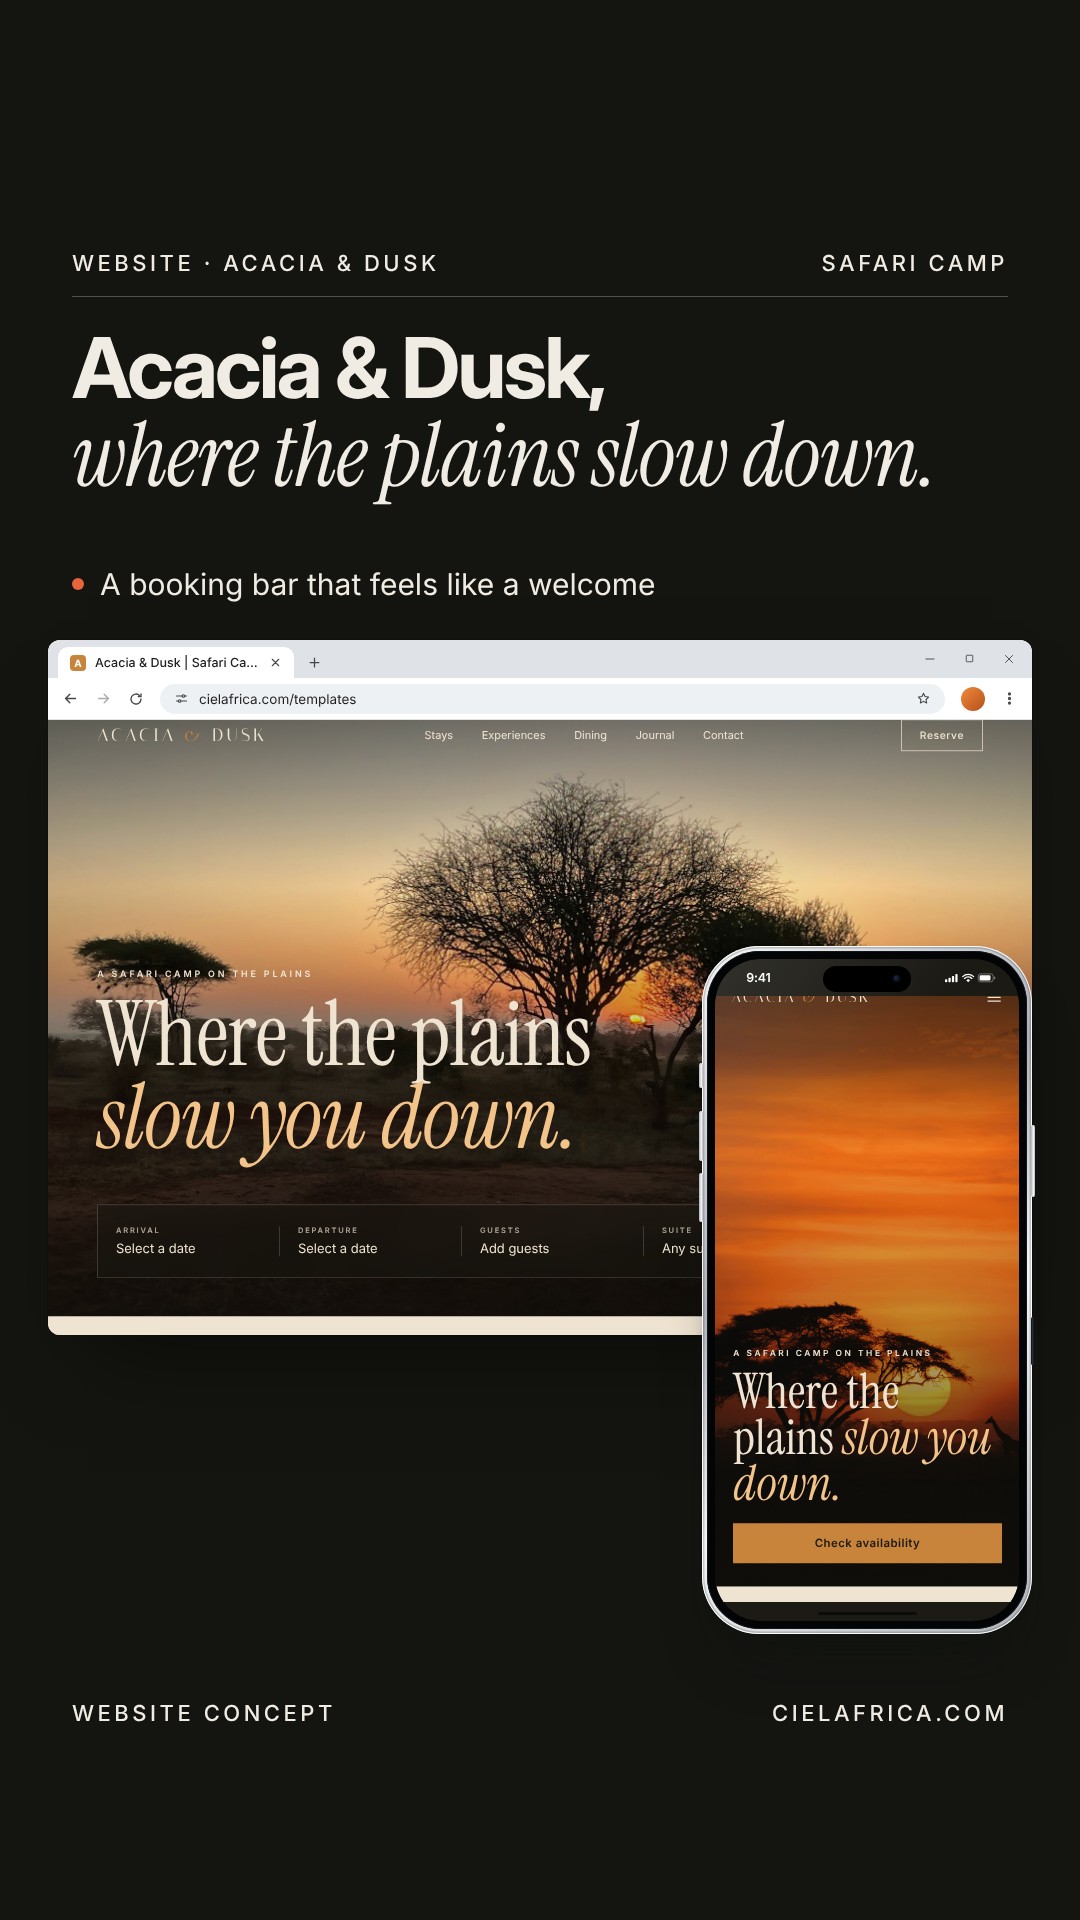 WEBSITE · ACACIA & DUSK
SAFARI CAMP
Acacia & Dusk,
where the plains slow down.
A booking bar that feels like a welcome
A
Acacia & Dusk | Safari Ca...
cielafrica.com/templates
ACACIA & DUSK
Stays
Experiences
Dining
Journal
Contact
Reserve
A SAFARI CAMP ON THE PLAINS
Where the plains
slow you down.
ARRIVAL
DEPARTURE
GUESTS
SUITE
Select a date
Select a date
Add guests
Any
9:41
ACACIA & DUSK
A SAFARI CAMP ON THE PLAINS
Where the
plains slow you
down.
Check availability
WEBSITE CONCEPT
CIELAFRICA.COM